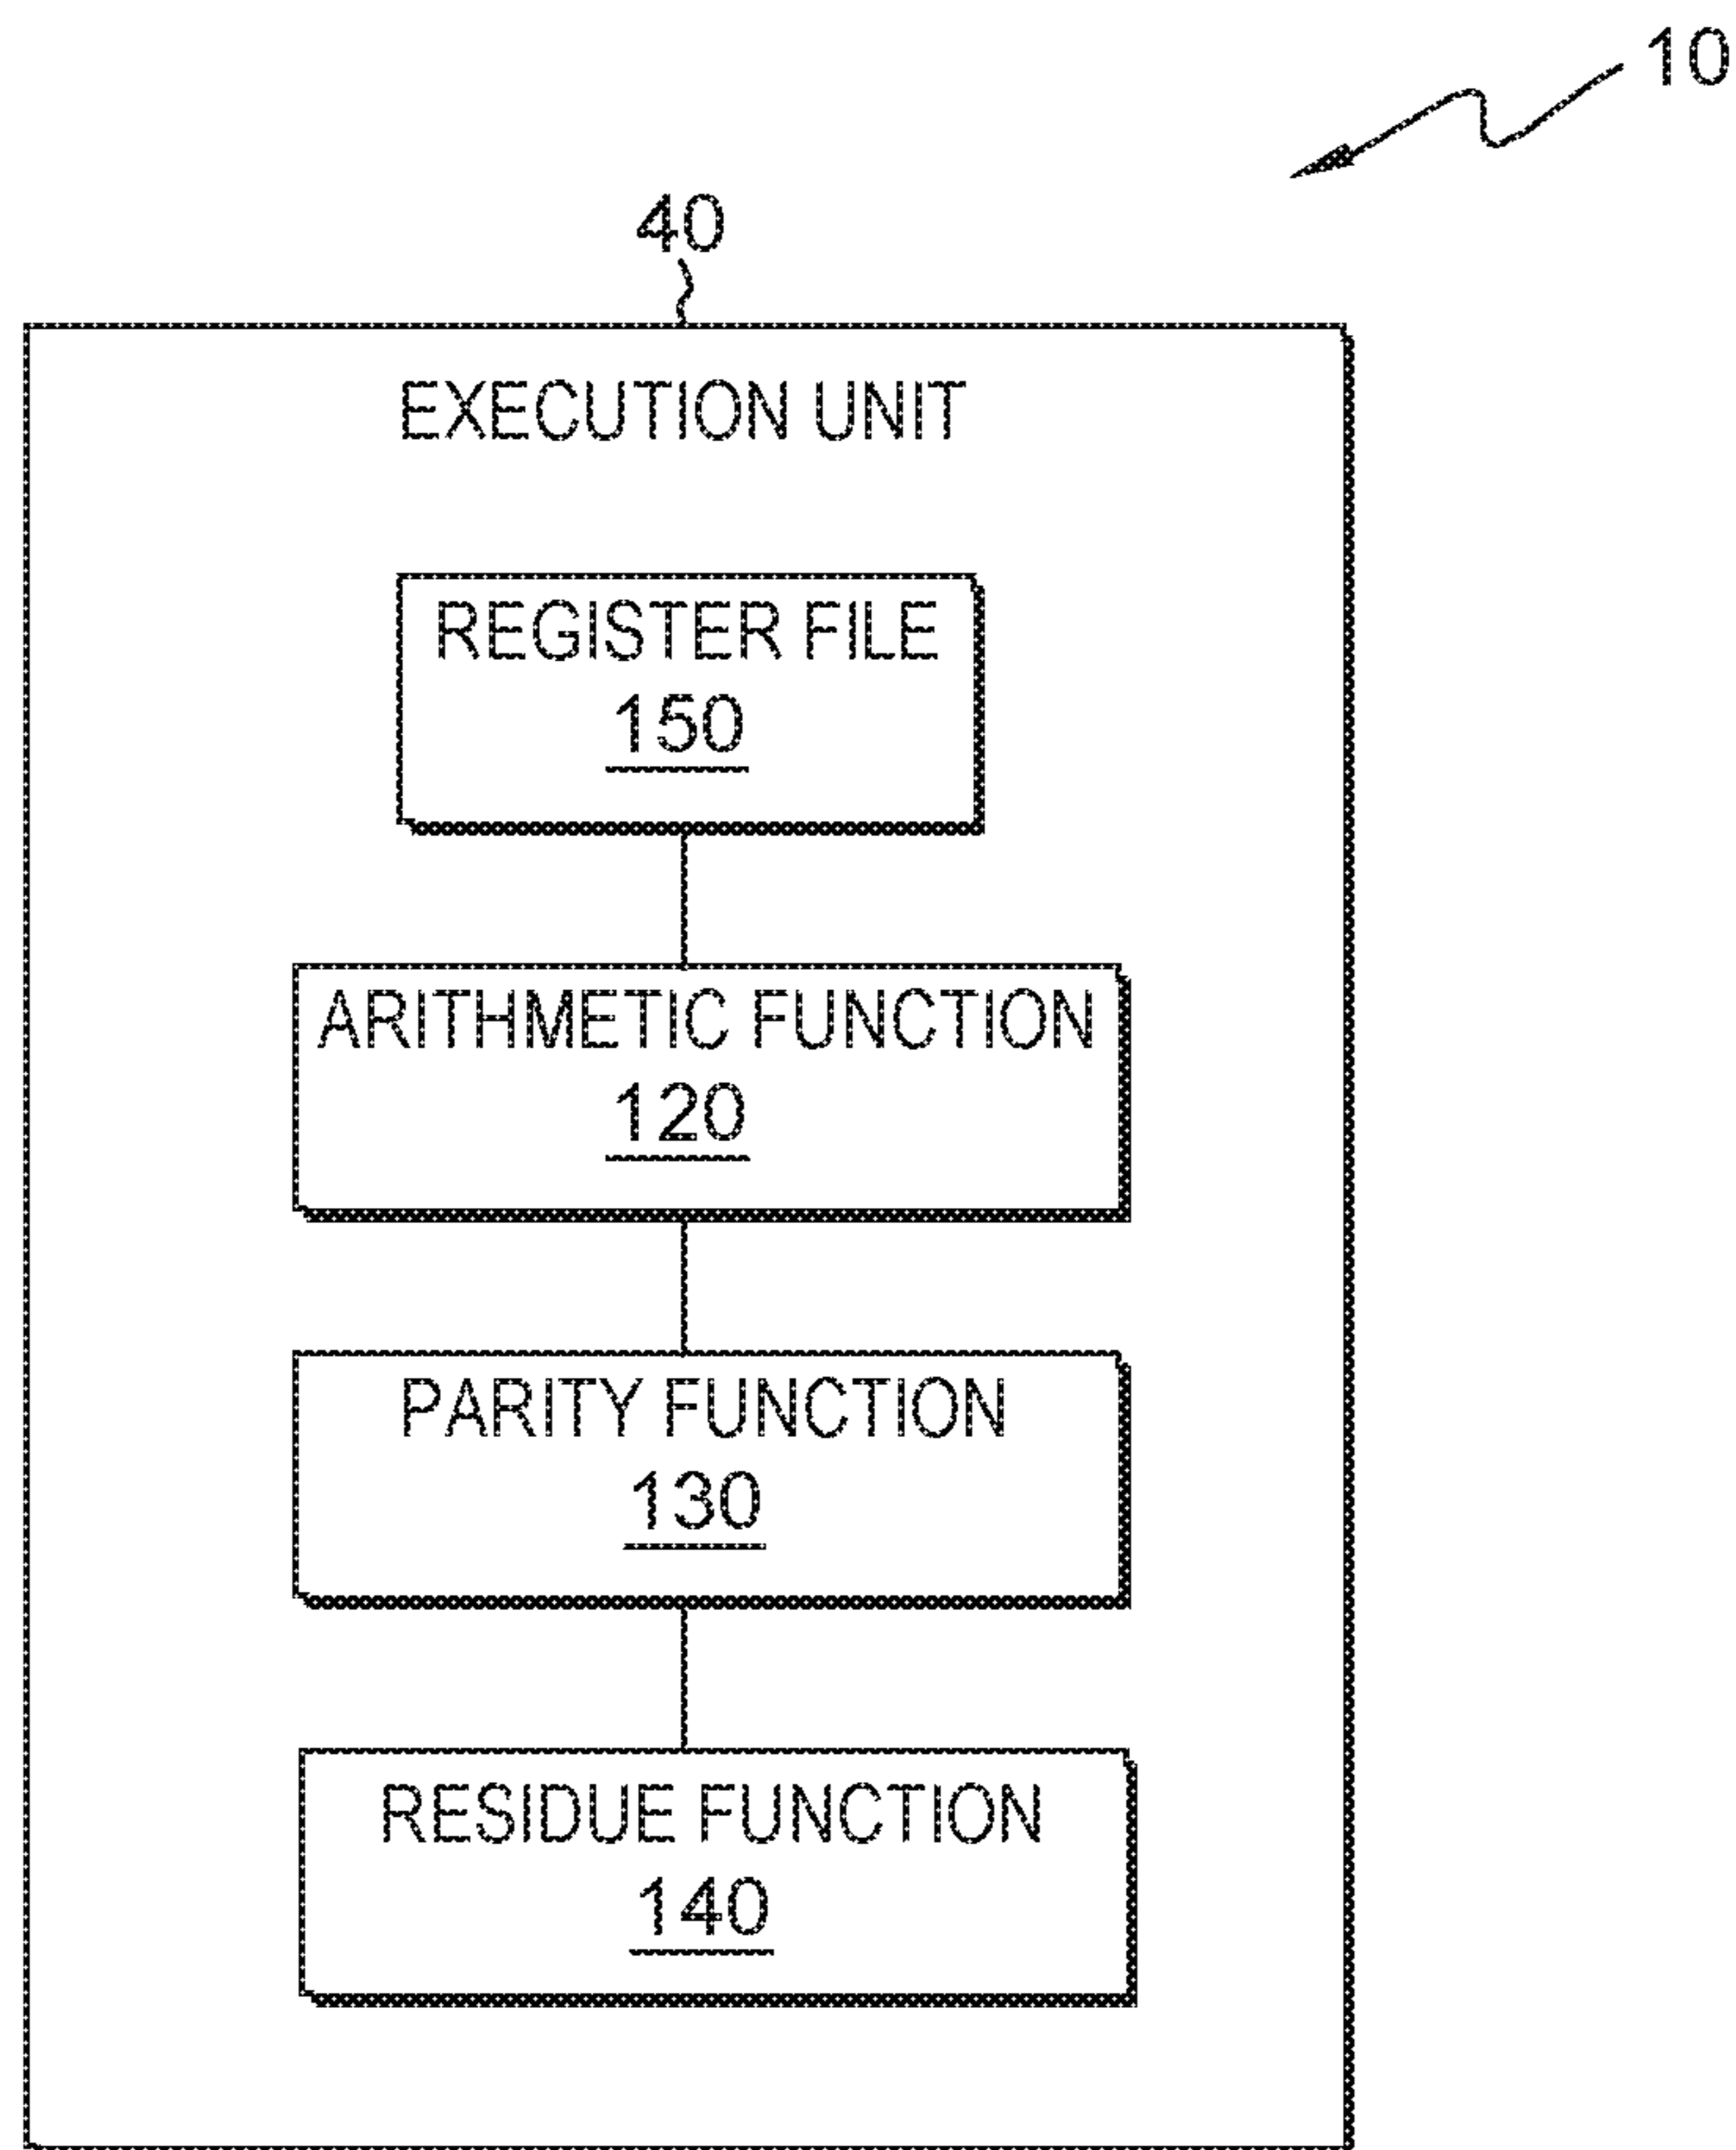 10
40
EXECUTION UNIT
REGISTER FILE
150
ARITHMETIC FUNCTION
120
PARITY FUNCTION
130
RESIDUE FUNCTION
140